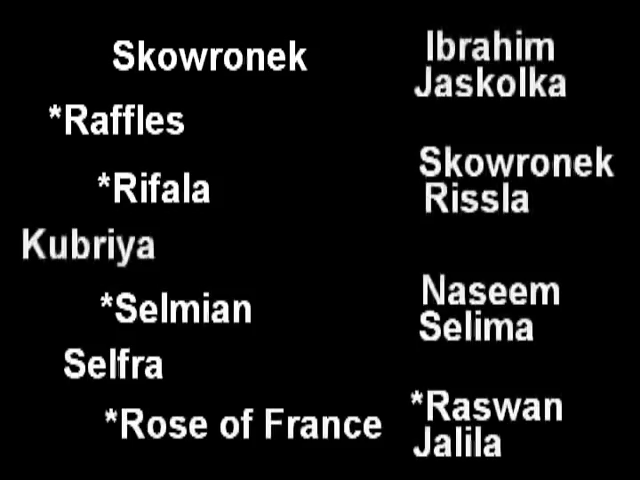 Skowronek
Ibrahim
Jaskolka
*Raffles
*Rifala
Skowronek
Rissla
Kubriya
*Selmian
Naseem
Selima
Selfra
*Rose of France
*Raswan
Jalila